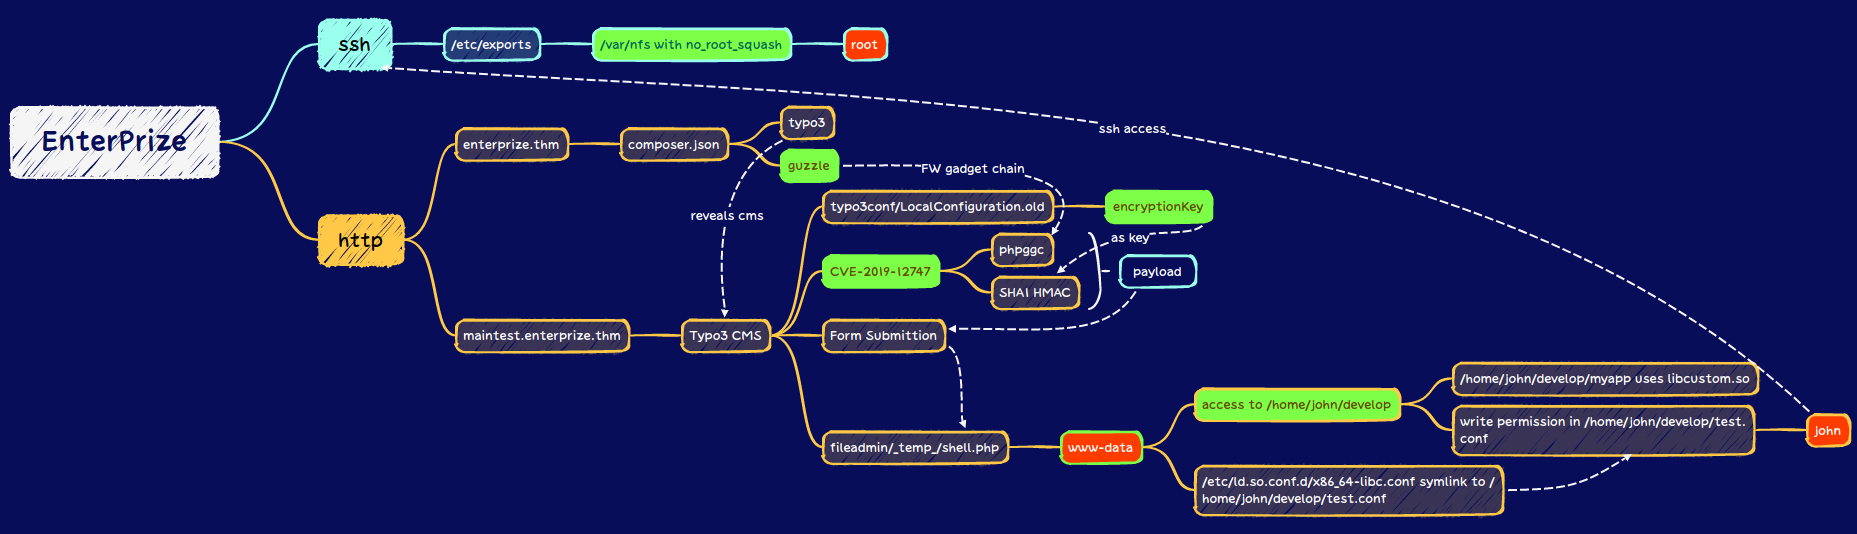 EnterPrize
ssh
/etc/exports
/var/nfs with no_root_squash
root
ssh access
http
enterprize.thm
composer.json
typo3
guzzle
FW gadget chain
reveals cms
typo3conf/LocalConfiguration.old
encryptionKey
as key
CVE-2019-12747
phpggc
SHA1 HMAC
payload
maintest.enterprize.thm
Typo3 CMS
Form Submittion
fileadmin/_temp_/shell.php
www-data
access to /home/john/develop
/home/john/develop/myapp uses libcustom.so
write permission in /home/john/develop/test.
conf
john
/etc/ld.so.conf.d/x86_64-libc.conf symlink to /
home/john/develop/test.conf